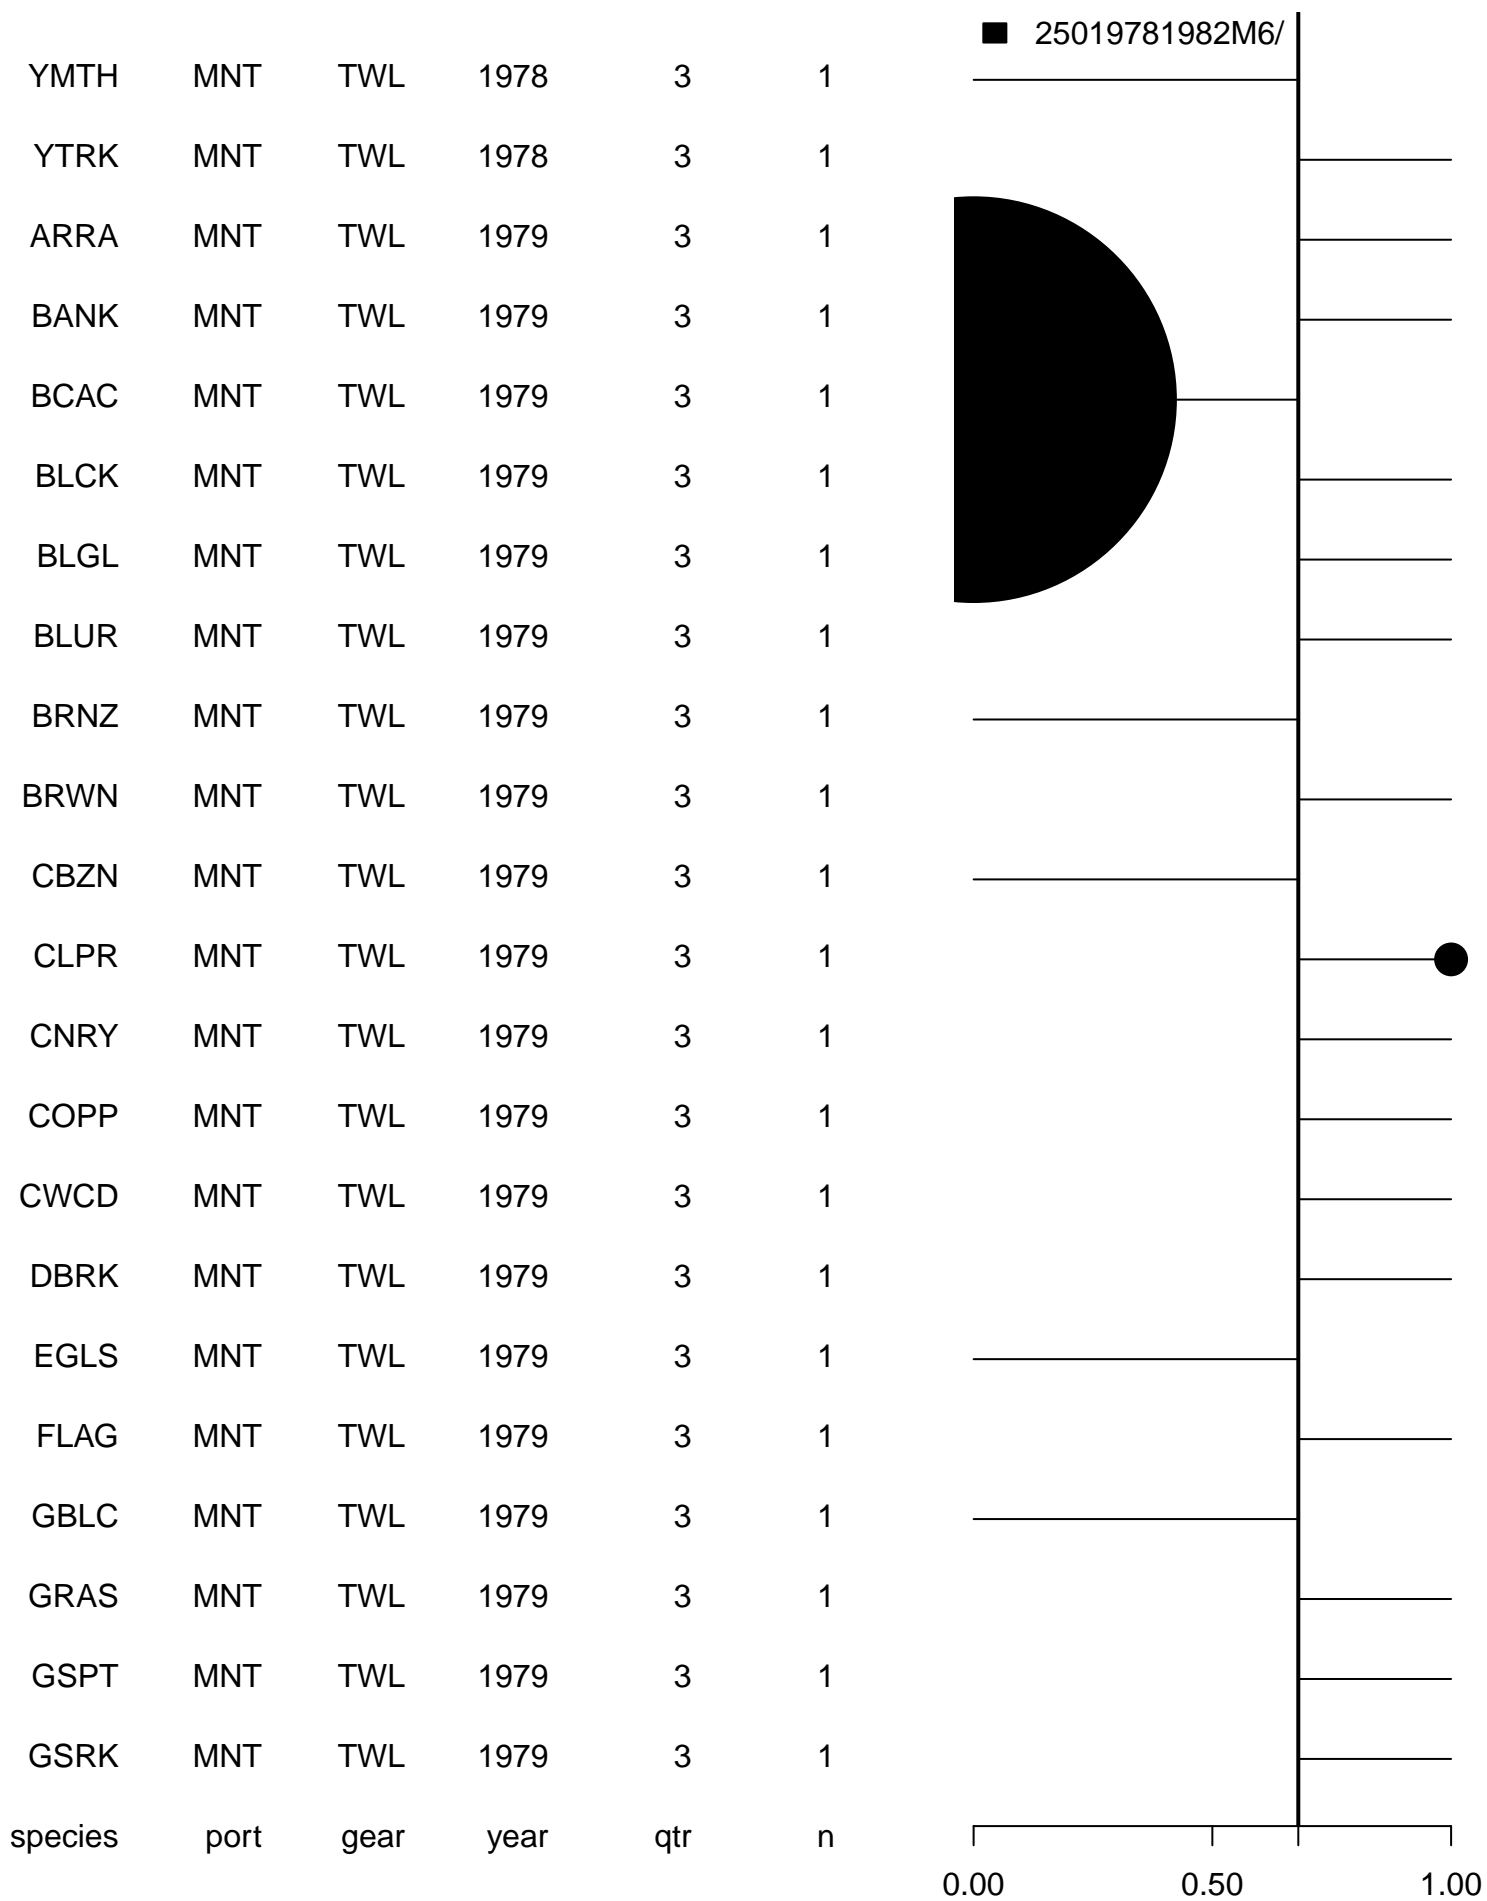 25019781982M6/
YMTH MNT TWL 1978 3 1
YTRK MNT TWL 1978 3 1
ARRA MNT TWL 1979 3 1
BANK MNT TWL 1979 3 1
BCAC MNT TWL 1979 3 1
BLCK MNT TWL 1979 3 1
BLGL MNT TWL 1979 3 1
BLUR MNT TWL 1979 3 1
BRNZ MNT TWL 1979 3 1
BRWN MNT TWL 1979 3 1
CBZN MNT TWL 1979 3 1
CLPR MNT TWL 1979 3 1
CNRY MNT TWL 1979 3 1
COPP MNT TWL 1979 3 1
CWCD MNT TWL 1979 3 1
DBRK MNT TWL 1979 3 1
EGLS MNT TWL 1979 3 1
FLAG MNT TWL 1979 3 1
GBLC MNT TWL 1979 3 1
GRAS MNT TWL 1979 3 1
GSPT MNT TWL 1979 3 1
GSRK MNT TWL 1979 3 1
species port gear year qtr n
0.00 0.50 1.00